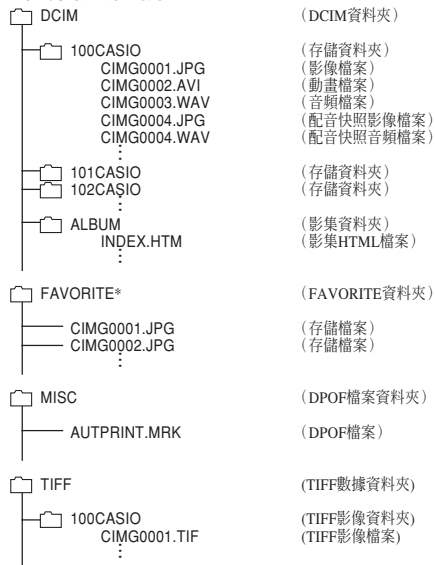 DCIM （DCIM資料夾）
100CASIO （存儲資料夾）
CIMG0001.JPG （影像檔案）
CIMG0002.AVI （動畫檔案）
CIMG0003.WAV （音頻檔案）
CIMG0004.JPG （配音快照影像檔案）
CIMG0004.WAV （配音快照音頻檔案）
101CASIO （存儲資料夾）
102CASIO （存儲資料夾）
ALBUM （影集資料夾）
INDEX.HTM （影集HTML檔案）
FAVORITE* （FAVORITE資料夾）
CIMG0001.JPG （存儲檔案）
CIMG0002.JPG （存儲檔案）
MISC （DPOF檔案資料夾）
AUTPRINT.MRK （DPOF檔案）
TIFF (TIFF數據資料夾)
100CASIO (TIFF影像資料夾)
CIMG0001.TIF (TIFF影像檔案)